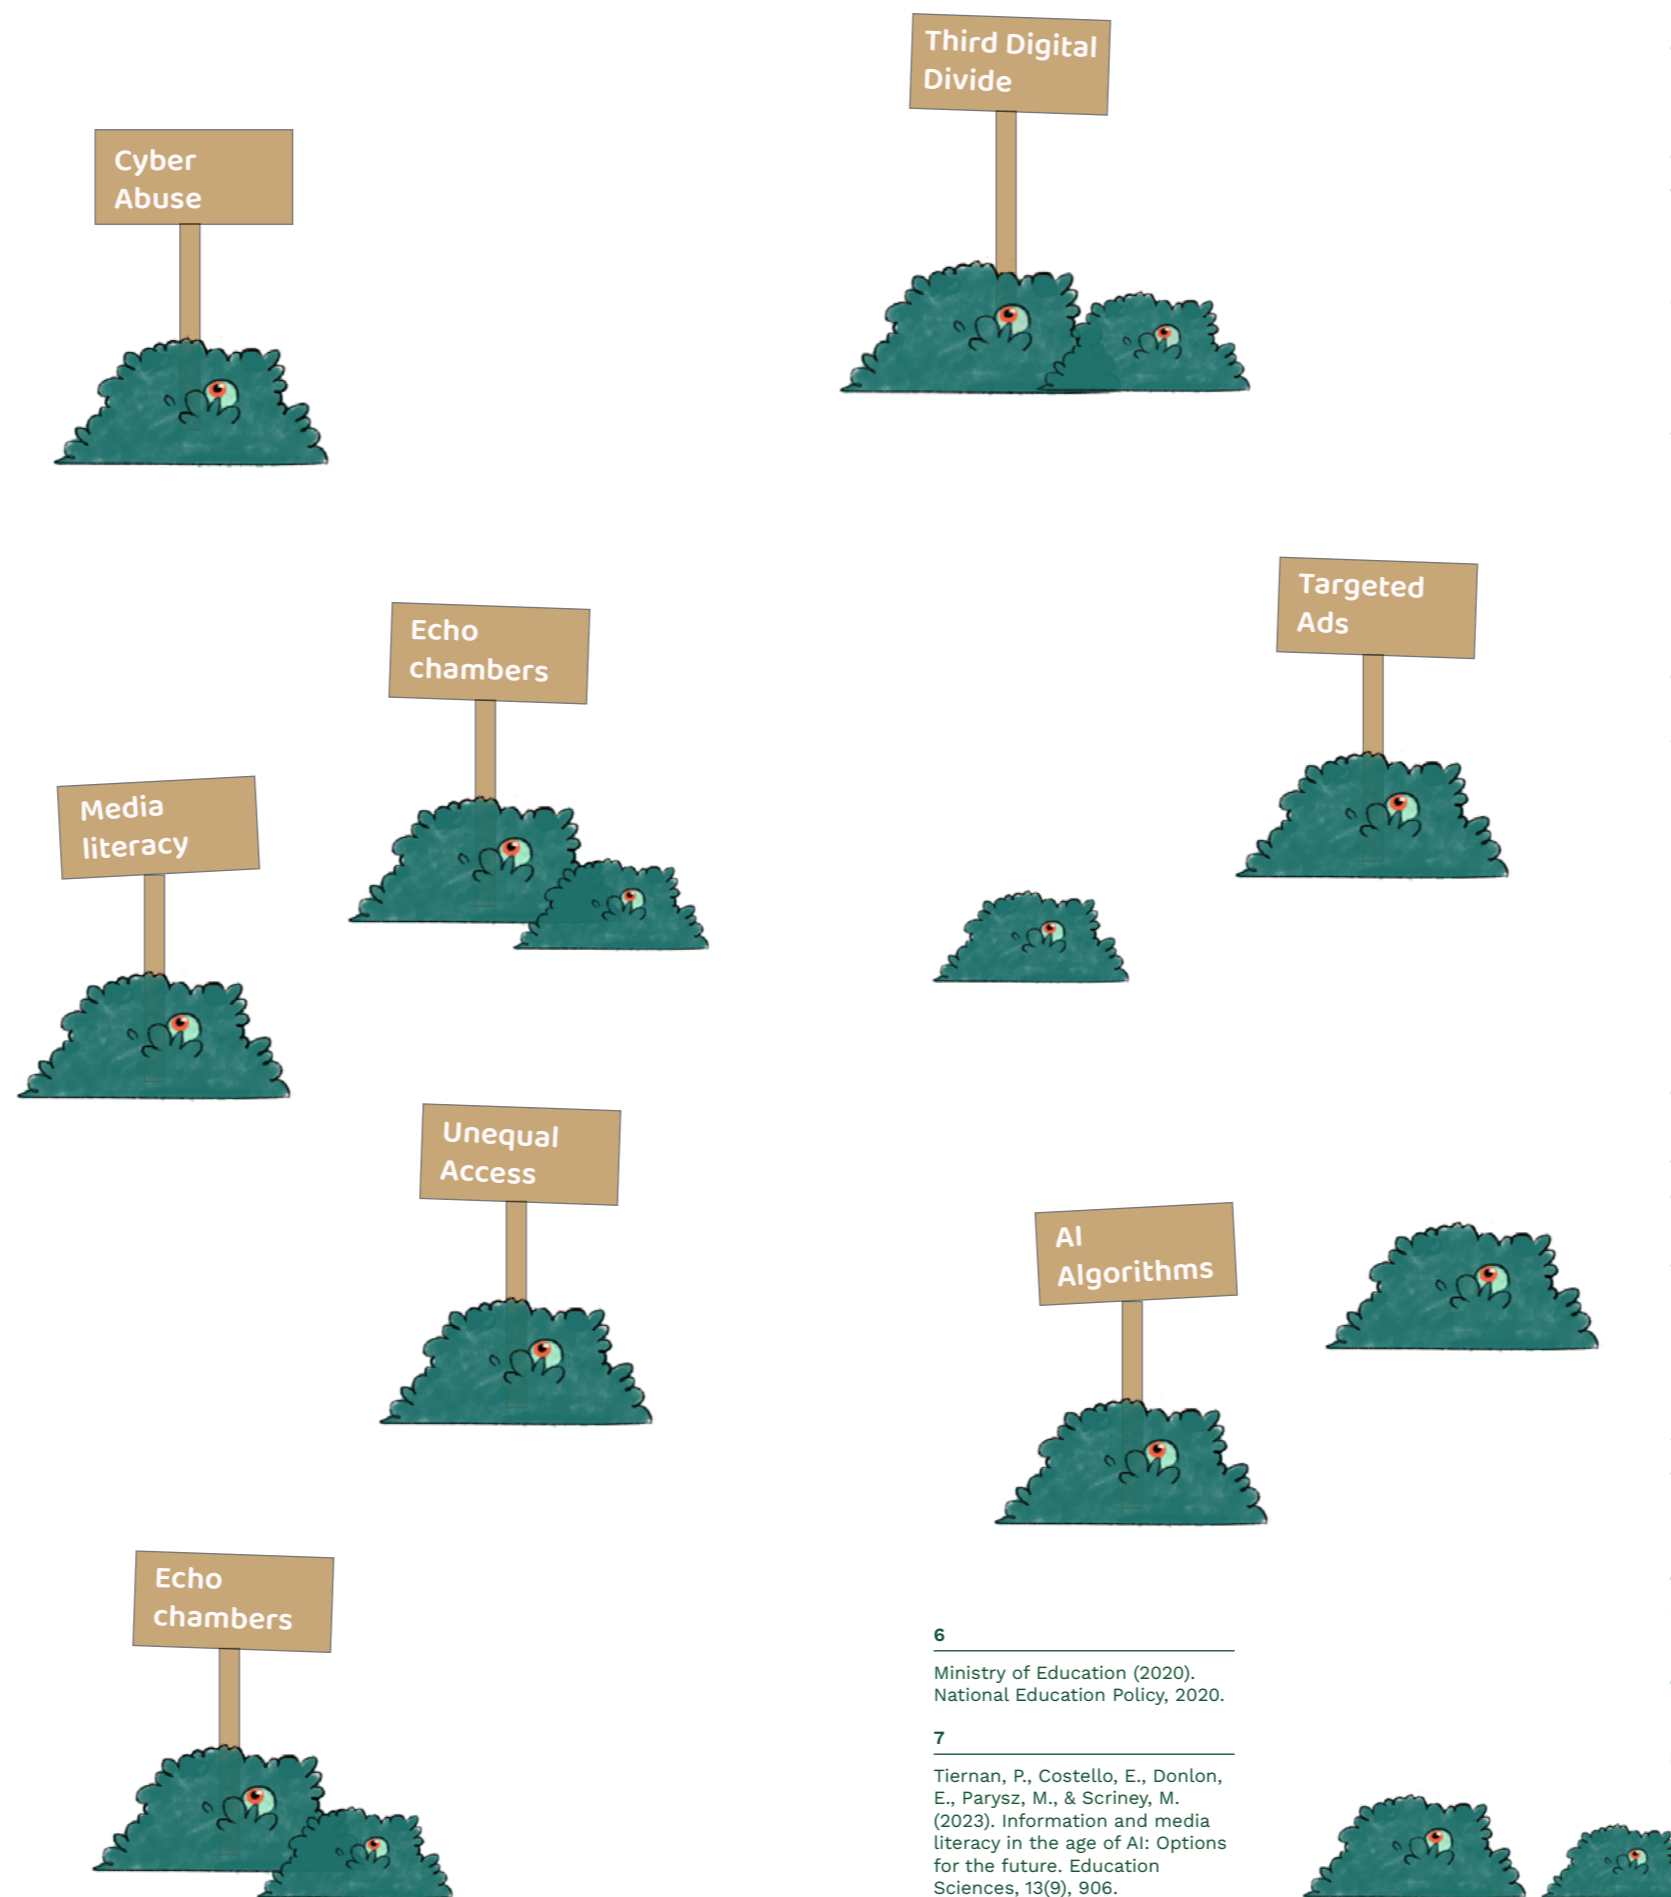 Third Digital
Divide
Cyber
Abuse
Targeted
Ads
Echo
chambers
Media
literacy
Unequal
Access
AI
Algorithms
Echo
chambers
6
Ministry of Education (2020).
National Education Policy, 2020.
7
Tiernan, P., Costello, E., Donlon,
E., Parysz, M., & Scriney, M.
(2023). Information and media
literacy in the age of AI: Options
for the future. Education
Sciences, 13(9), 906.